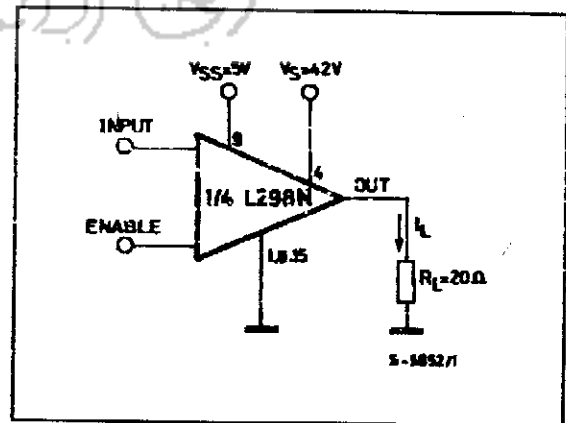 VSS=5V VS=42V
INPUT
9
4
1/4 L298N OUT
ENABLE
1,8,15
IL
RL=20Ω
S-5852/1